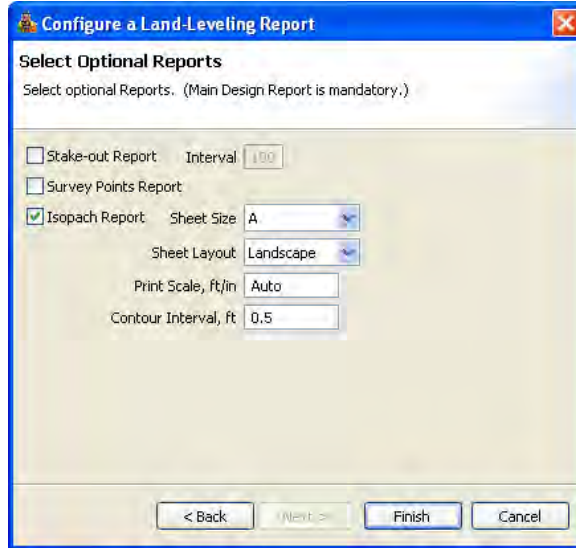 Configure a Land-Leveling Report
Select Optional Reports
Select optional Reports. (Main Design Report is mandatory.)
Stake-out Report Interval 100
Survey Points Report
Isopach Report Sheet Size A
Sheet Layout Landscape
Print Scale, ft/in Auto
Contour Interval, ft 0.5
< Back Next > Finish Cancel